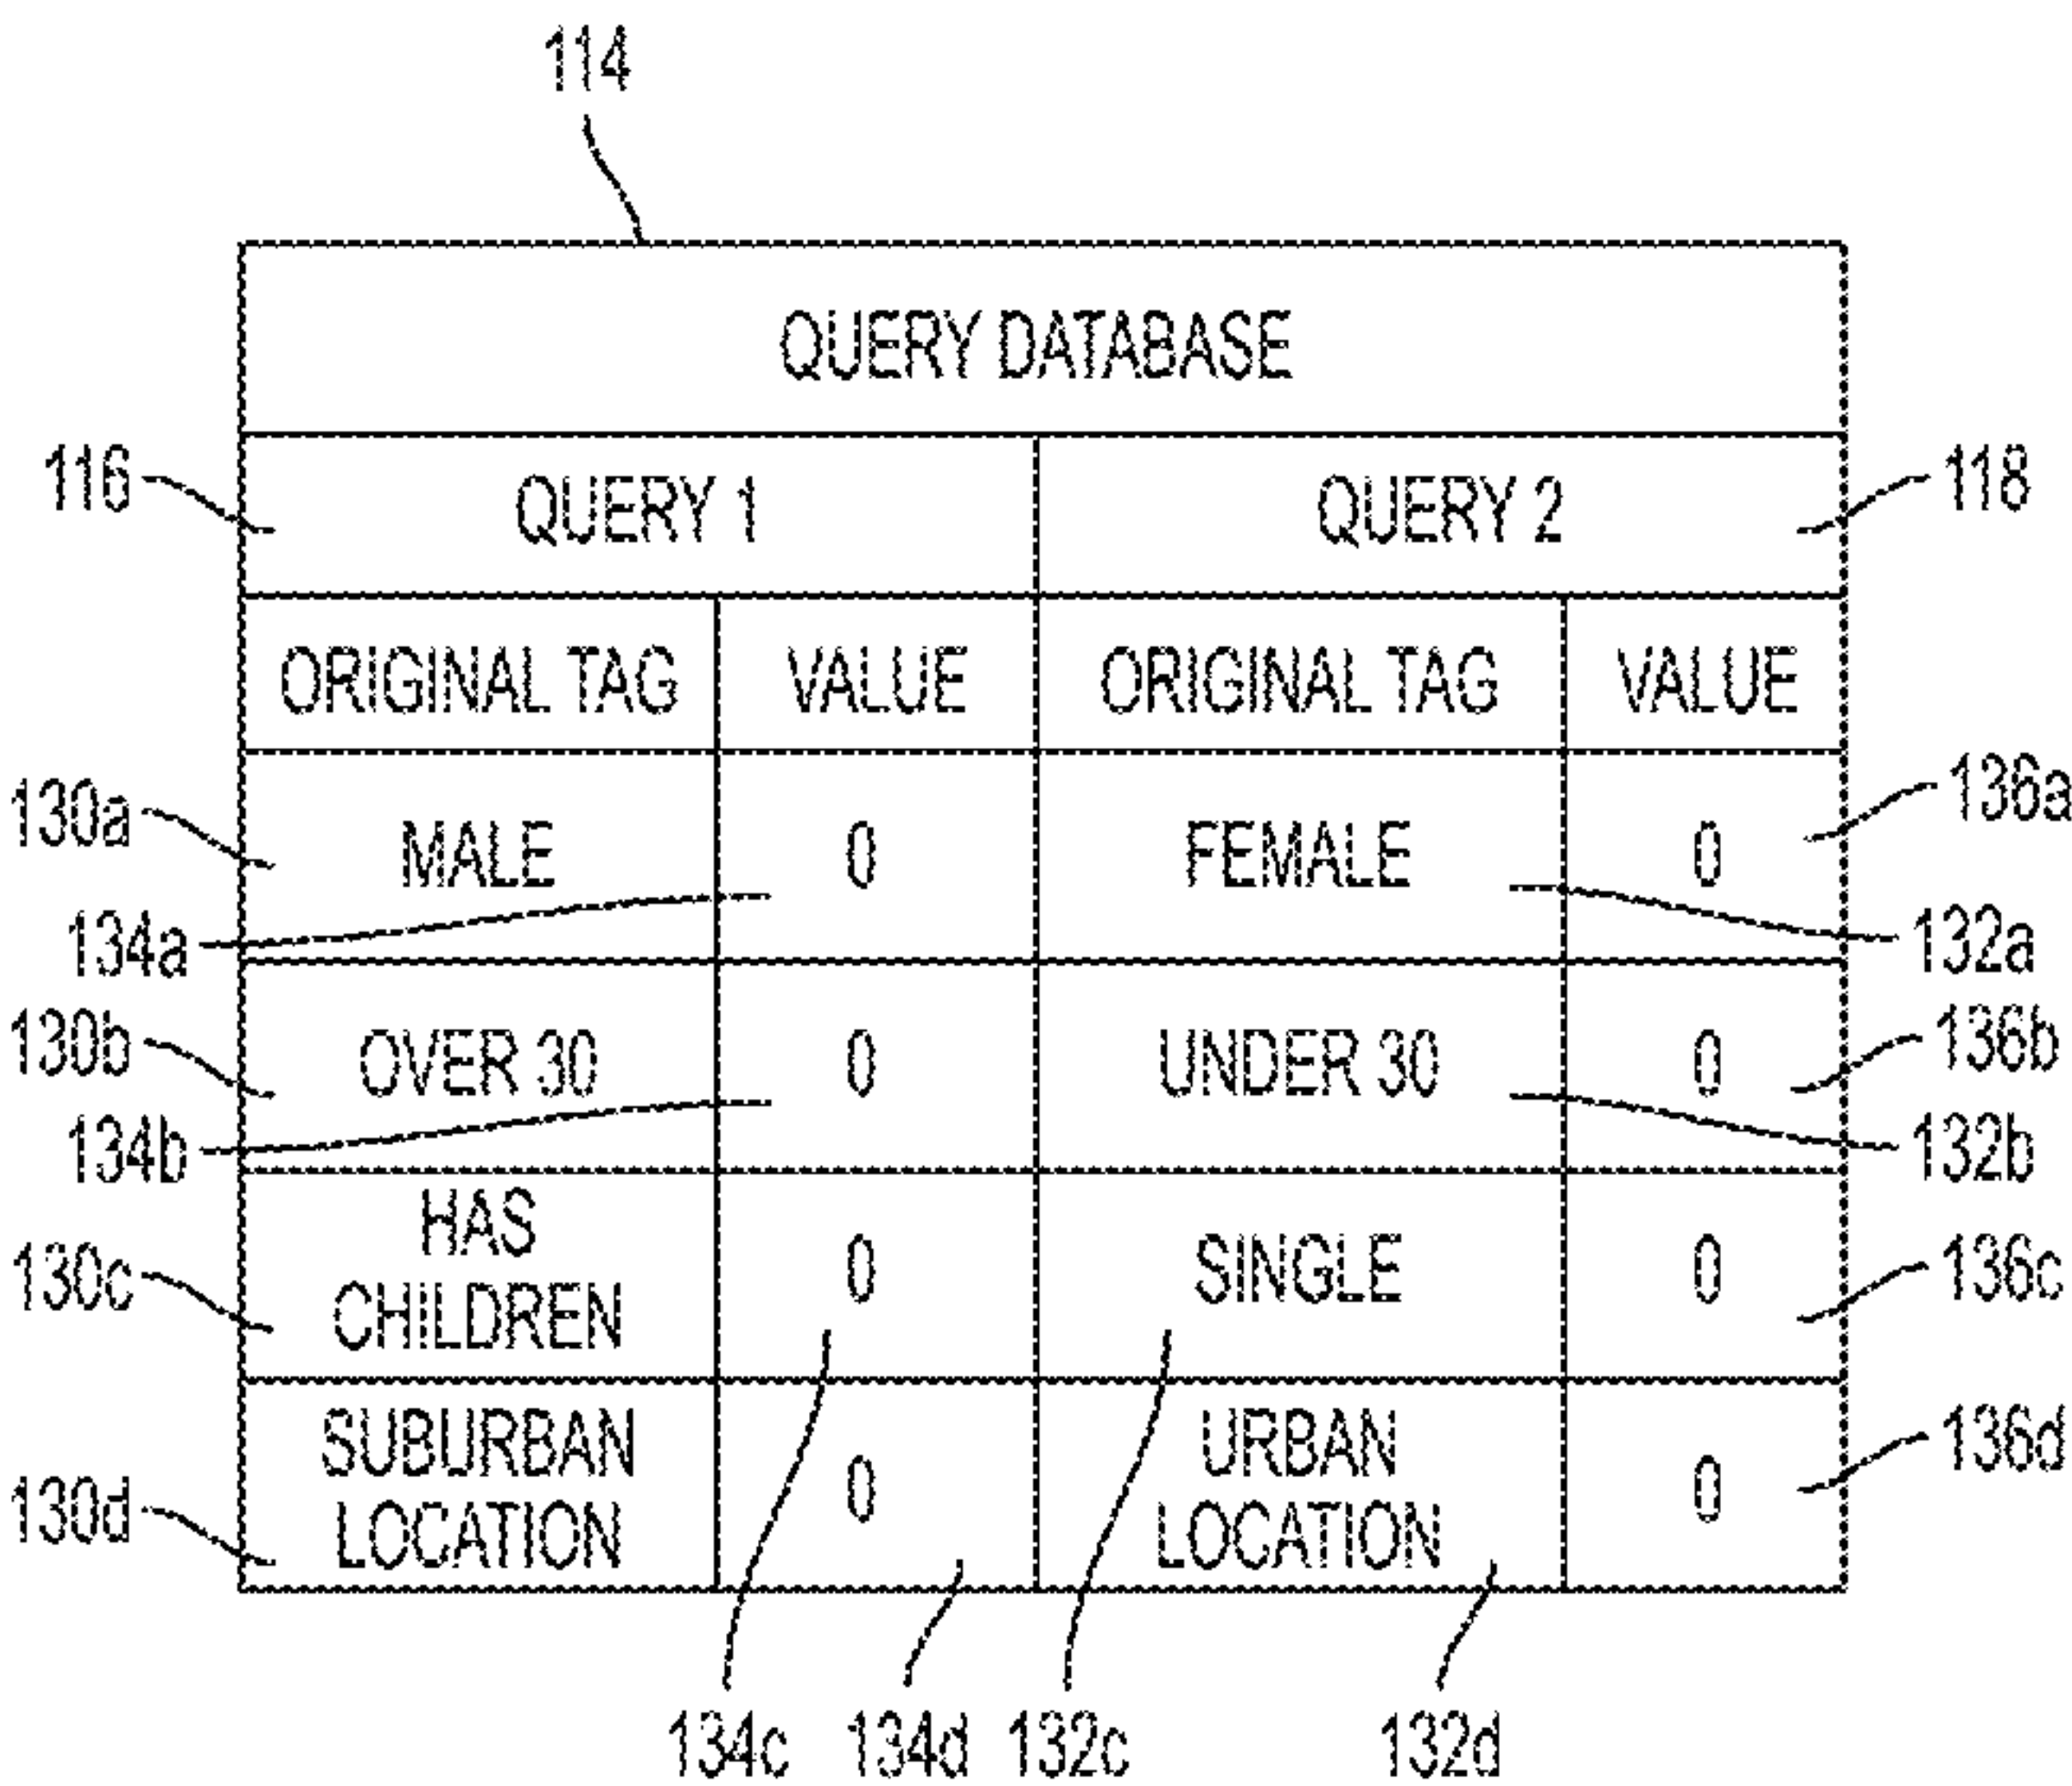 114
QUERY DATABASE
116 QUERY 1 QUERY 2 118
ORIGINAL TAG VALUE ORIGINAL TAG VALUE
130a MALE 0 FEMALE 0 136a
134a 132a
130b OVER 30 0 UNDER 30 0 136b
134b 132b
HAS
130c CHILDREN 0 SINGLE 0 136c
SUBURBAN URBAN
130d LOCATION 0 LOCATION 0 136d
134c 134d 132c 132d